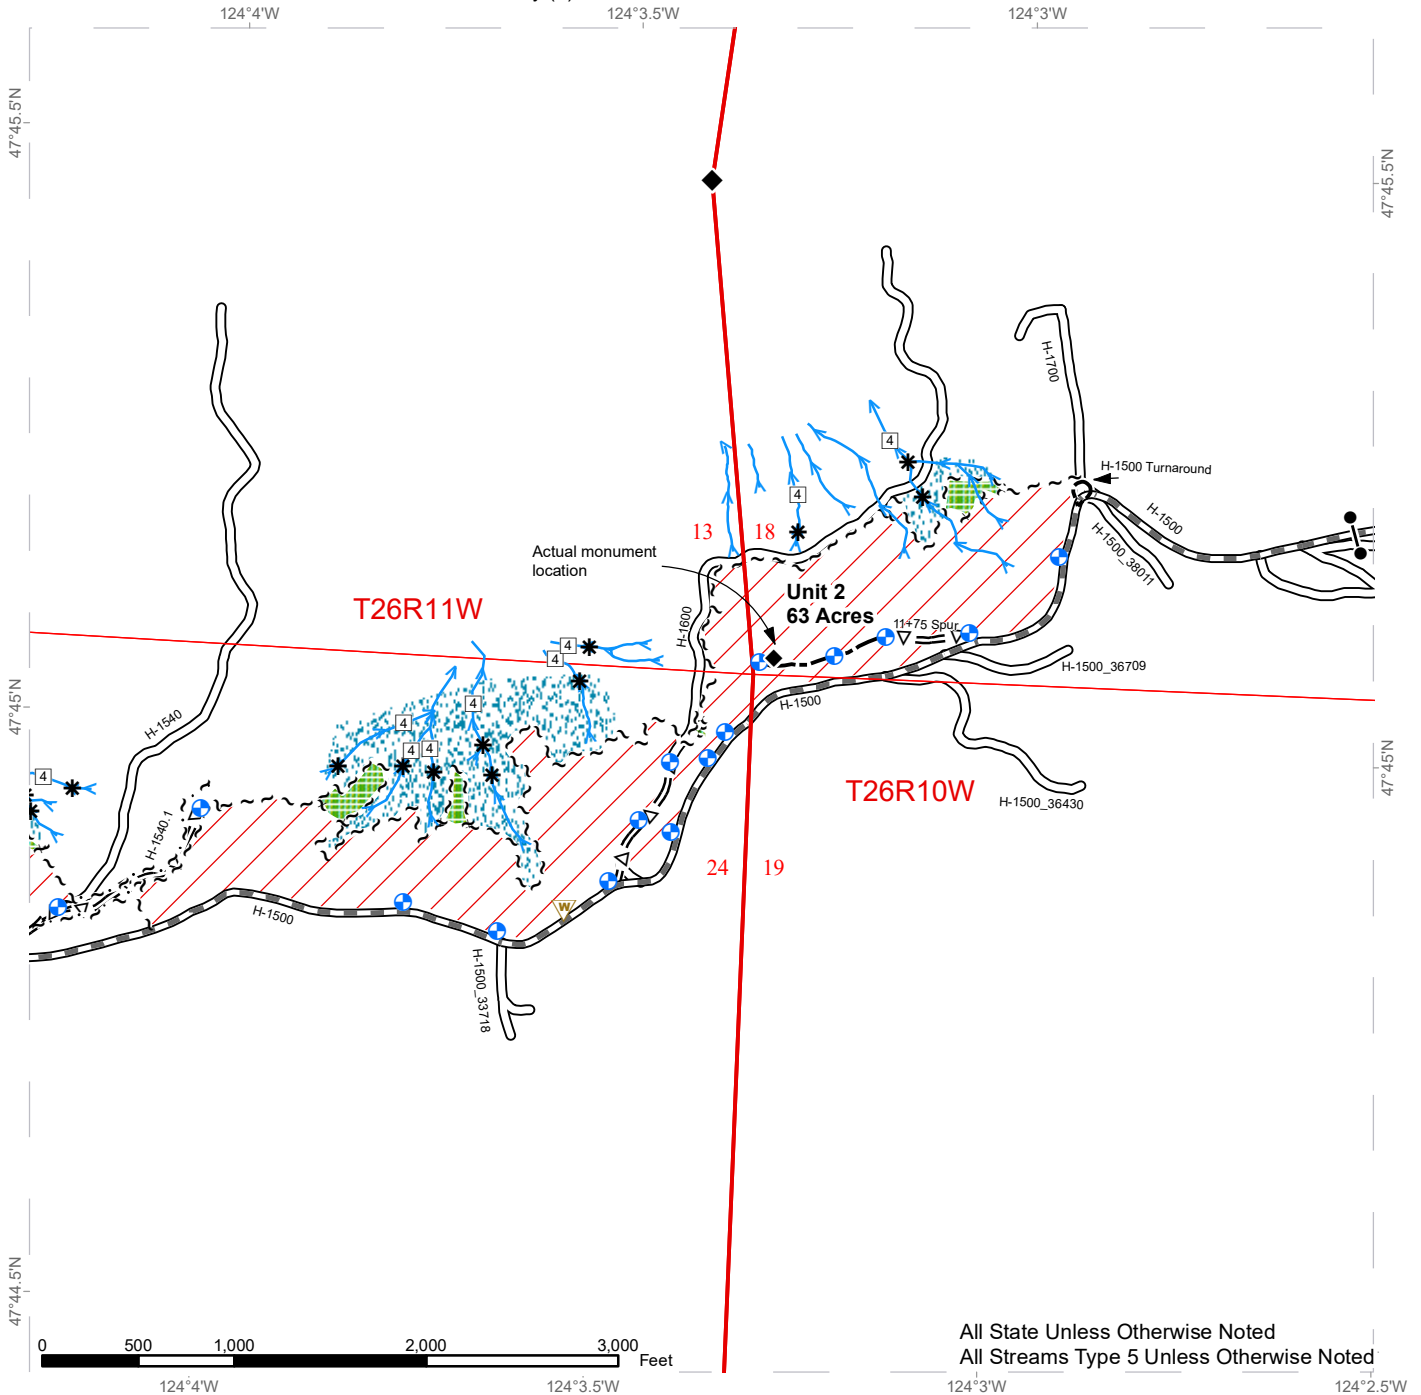 124°4'W
124°3.5'W
124°3'W
47°45.5'N
47°45.5'N
H-1700
4
H-1500 Turnaround
4
H-1500
13
18
H-1500_38011
Actual monument
location
Unit 2
63 Acres
T26R11W
H-1600
11+75 Spur
4
4
H-1500_36709
4
H-1500
47°45'N
H-1540
4
4
4
47°45'N
4
T26R10W
H-1500_36430
H-1540.1
24
19
W
H-1500
H-1500_33718
47°44.5'N
All State Unless Otherwise Noted
All Streams Type 5 Unless Otherwise Noted
0
500
1,000
2,000
3,000
Feet
124°4'W
124°3.5'W
124°3'W
124°2.5'W